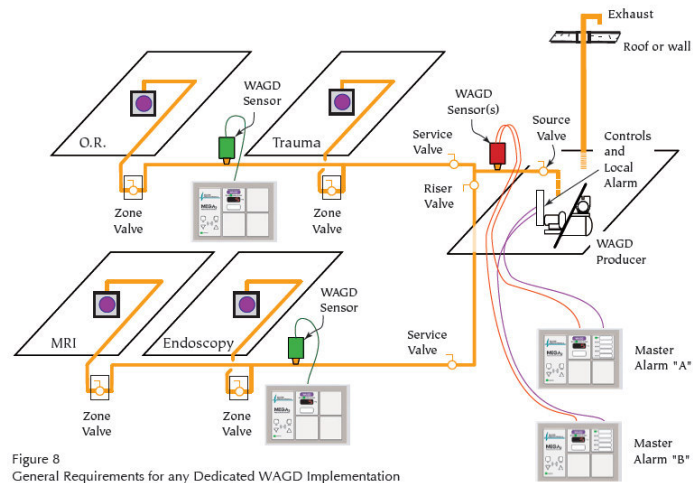 Exhaust
Roof or wall
WAGD
Sensor
WAGD
Sensor(s)
Source
Valve
Controls
and
Local
Alarm
O.R.
Trauma
Service
Valve
Riser
Valve
Zone
Valve
Zone
Valve
WAGD
Producer
WAGD
Sensor
MRI
Endoscopy
Service
Valve
Master
Alarm "A"
Zone
Valve
Zone
Valve
Master
Alarm "B"
Figure 8
General Requirements for any Dedicated WAGD Implementation